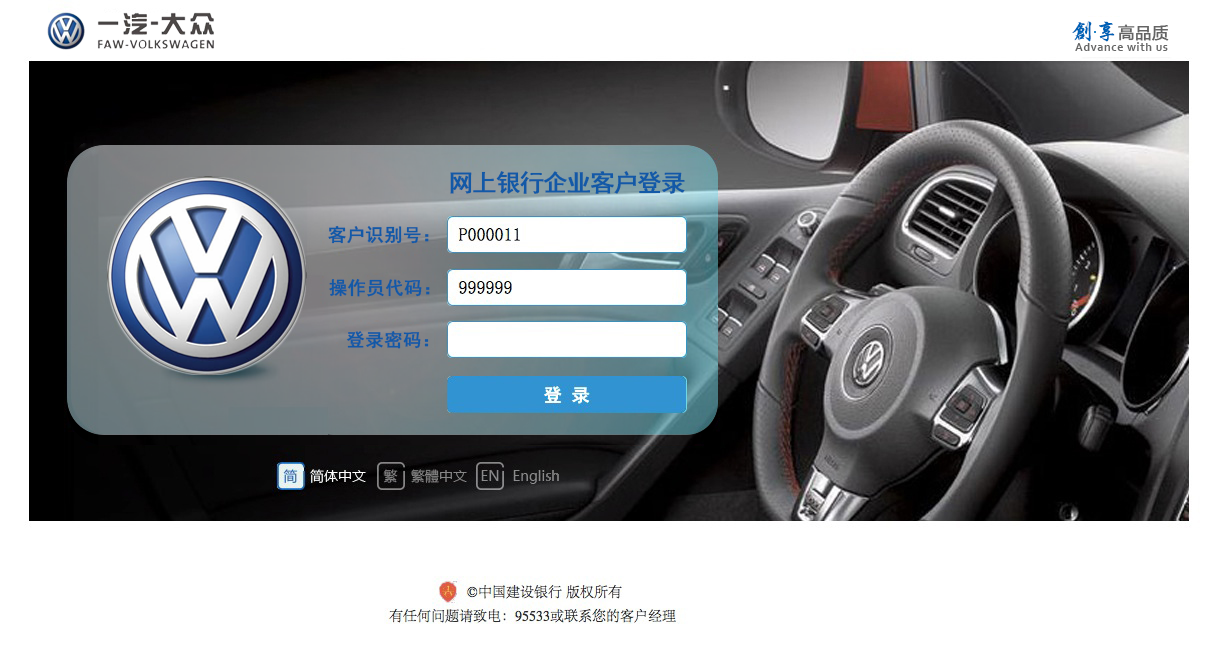 一汽-大众
FAW-VOLKSWAGEN
創·享高品质
Advance with us
网上银行企业客户登录
客户识别号： P000011
操作员代码： 999999
登录密码：
登 录
简 简体中文 繁 繁體中文 EN English
©中国建设银行 版权所有
有任何问题请致电：95533或联系您的客户经理